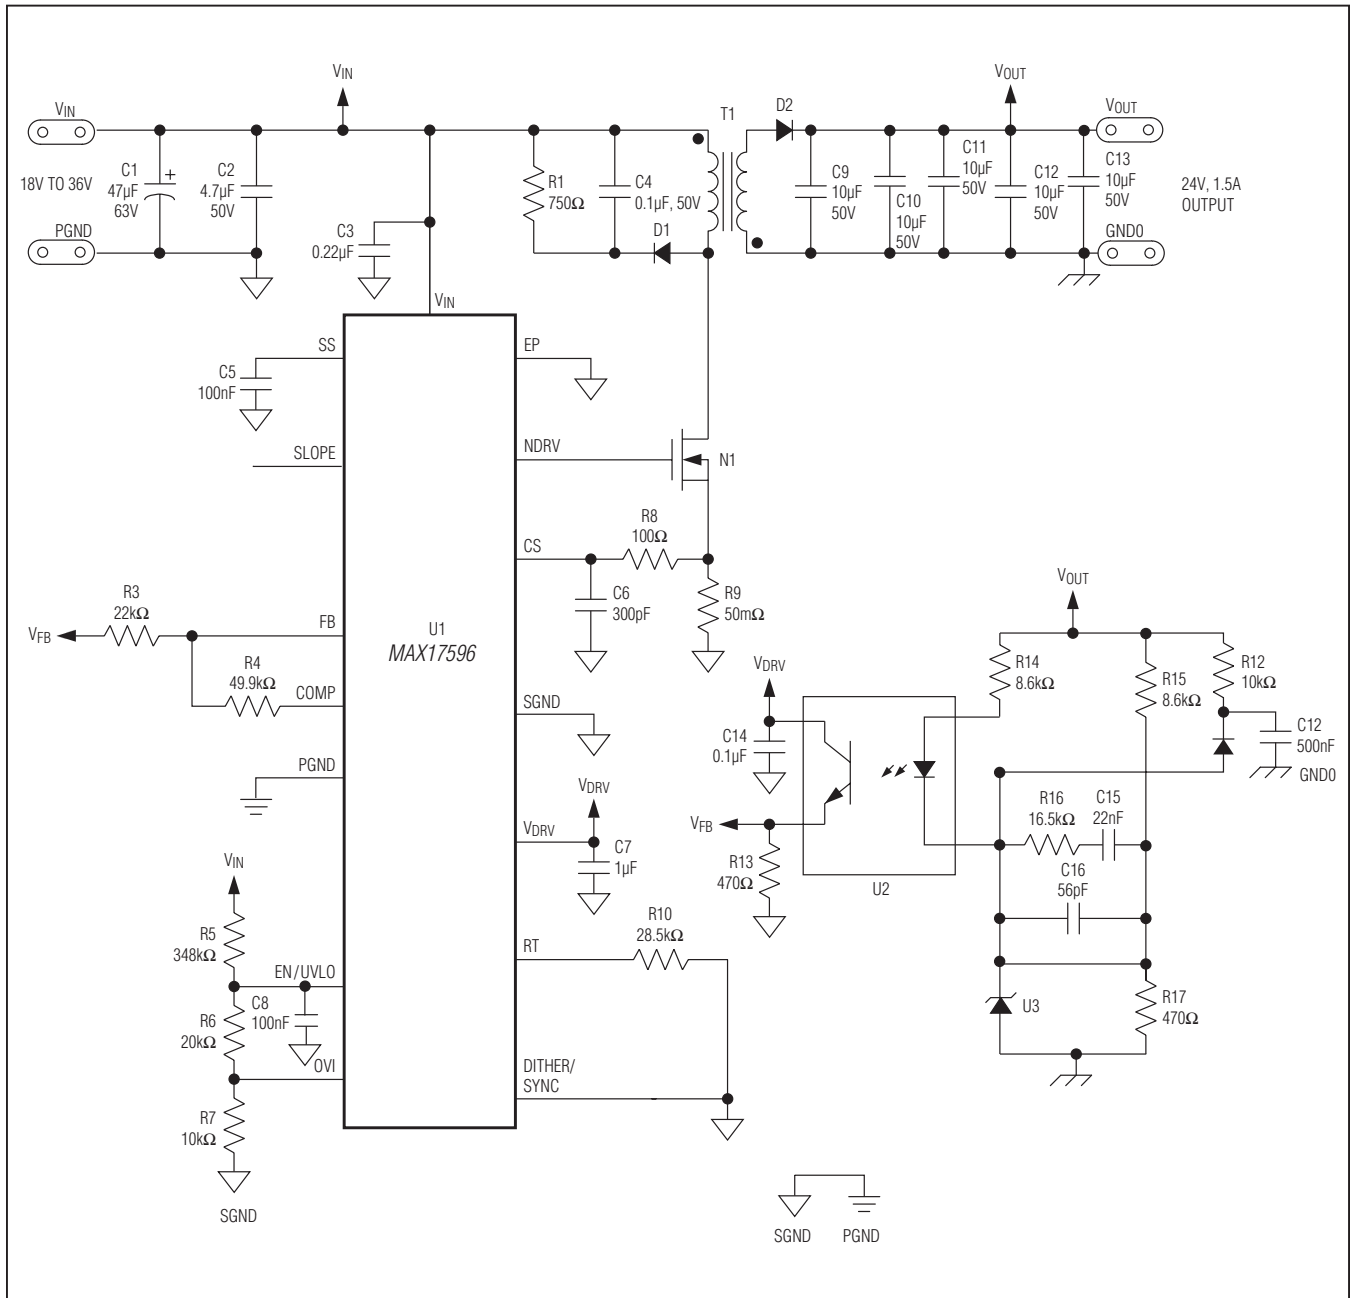 VIN
VOUT
VIN
T1
D2
VOUT
C1
47µF
63V
+
C2
4.7µF
50V
18V TO 36V
R1
750Ω
C4
0.1µF, 50V
C9
10µF
50V
C10
10µF
50V
C11
10µF
50V
C12
10µF
50V
C13
10µF
50V
24V, 1.5A
OUTPUT
PGND
C3
0.22µF
D1
GND0
VIN
SS
EP
C5
100nF
SLOPE
NDRV
N1
CS
R8
100Ω
C6
300pF
R9
50mΩ
R3
22kΩ
VFB
FB
U1
MAX17596
R4
49.9kΩ
COMP
SGND
PGND
VDRV
C14
0.1µF
VOUT
R14
8.6kΩ
R15
8.6kΩ
R12
10kΩ
C12
500nF
GND0
VDRV
VDRV
C7
1µF
VFB
R13
470Ω
U2
R16
16.5kΩ
C15
22nF
C16
56pF
VIN
R5
348kΩ
EN/UVLO
C8
100nF
R6
20kΩ
OVI
R7
10kΩ
SGND
RT
R10
28.5kΩ
DITHER/
SYNC
U3
R17
470Ω
SGND
PGND